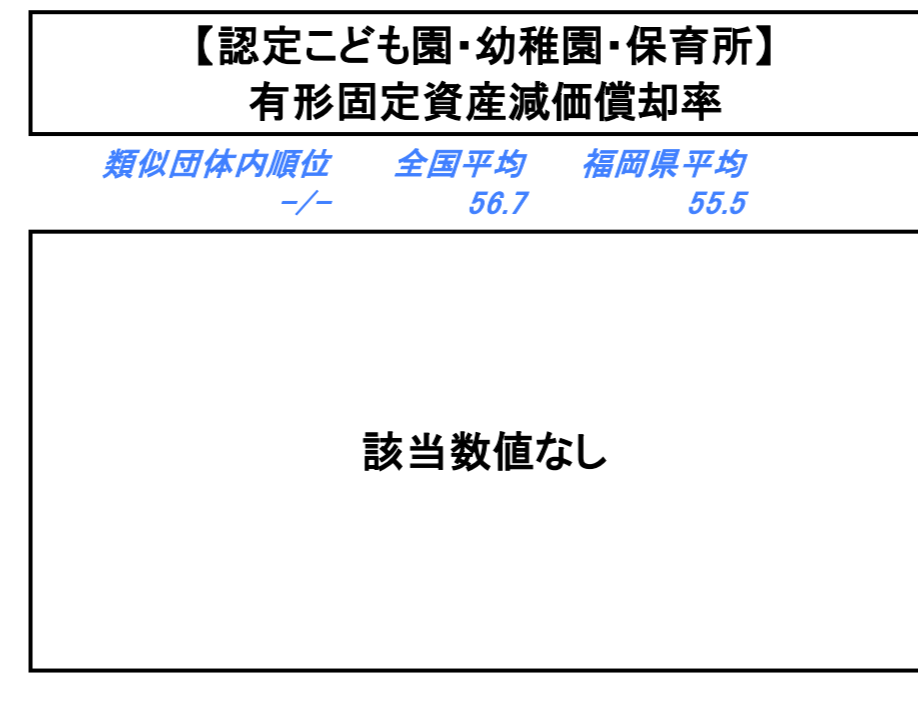 【認定こども園・幼稚園・保育所】
有形固定資産減価償却率
類似団体内順位 全国平均 福岡県平均
-/- 56.7 55.5
該当数値なし